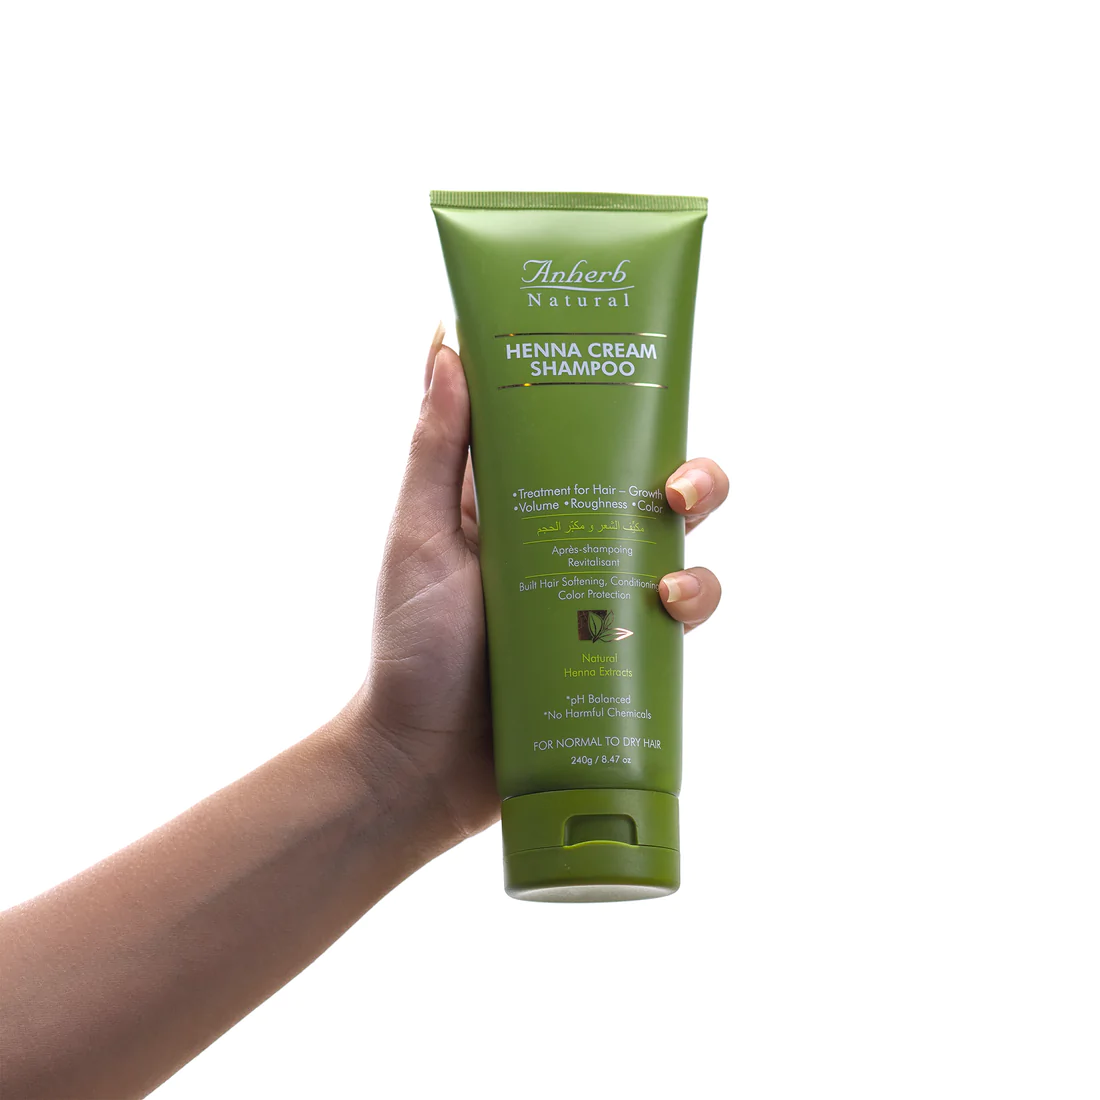 Anherb
Natural
HENNA CREAM
SHAMPOO
•Treatment for Hair – Growth
•Volume •Roughness •Color
مكيّف الشعر و مكبّر الحجم
Après-shampoing
Revitalisant
Built Hair Softening, Conditioning
Color Protection
Natural
Henna Extracts
*pH Balanced
*No Harmful Chemicals
FOR NORMAL TO DRY HAIR
240g / 8.47 oz